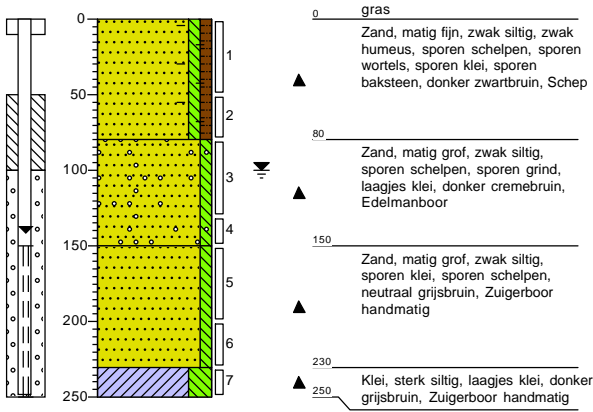 0
50
100
150
200
250
1
2
3
4
5
6
7
0
gras
Zand, matig fijn, zwak siltig, zwak
humeus, sporen schelpen, sporen
wortels, sporen klei, sporen
baksteen, donker zwartbruin, Schep
80
Zand, matig grof, zwak siltig,
sporen schelpen, sporen grind,
laagjes klei, donker cremebruin,
Edelmanboor
150
Zand, matig grof, zwak siltig,
sporen klei, sporen schelpen,
neutraal grijsbruin, Zuigerboor
handmatig
230
Klei, sterk siltig, laagjes klei, donker
grijsbruin, Zuigerboor handmatig
250